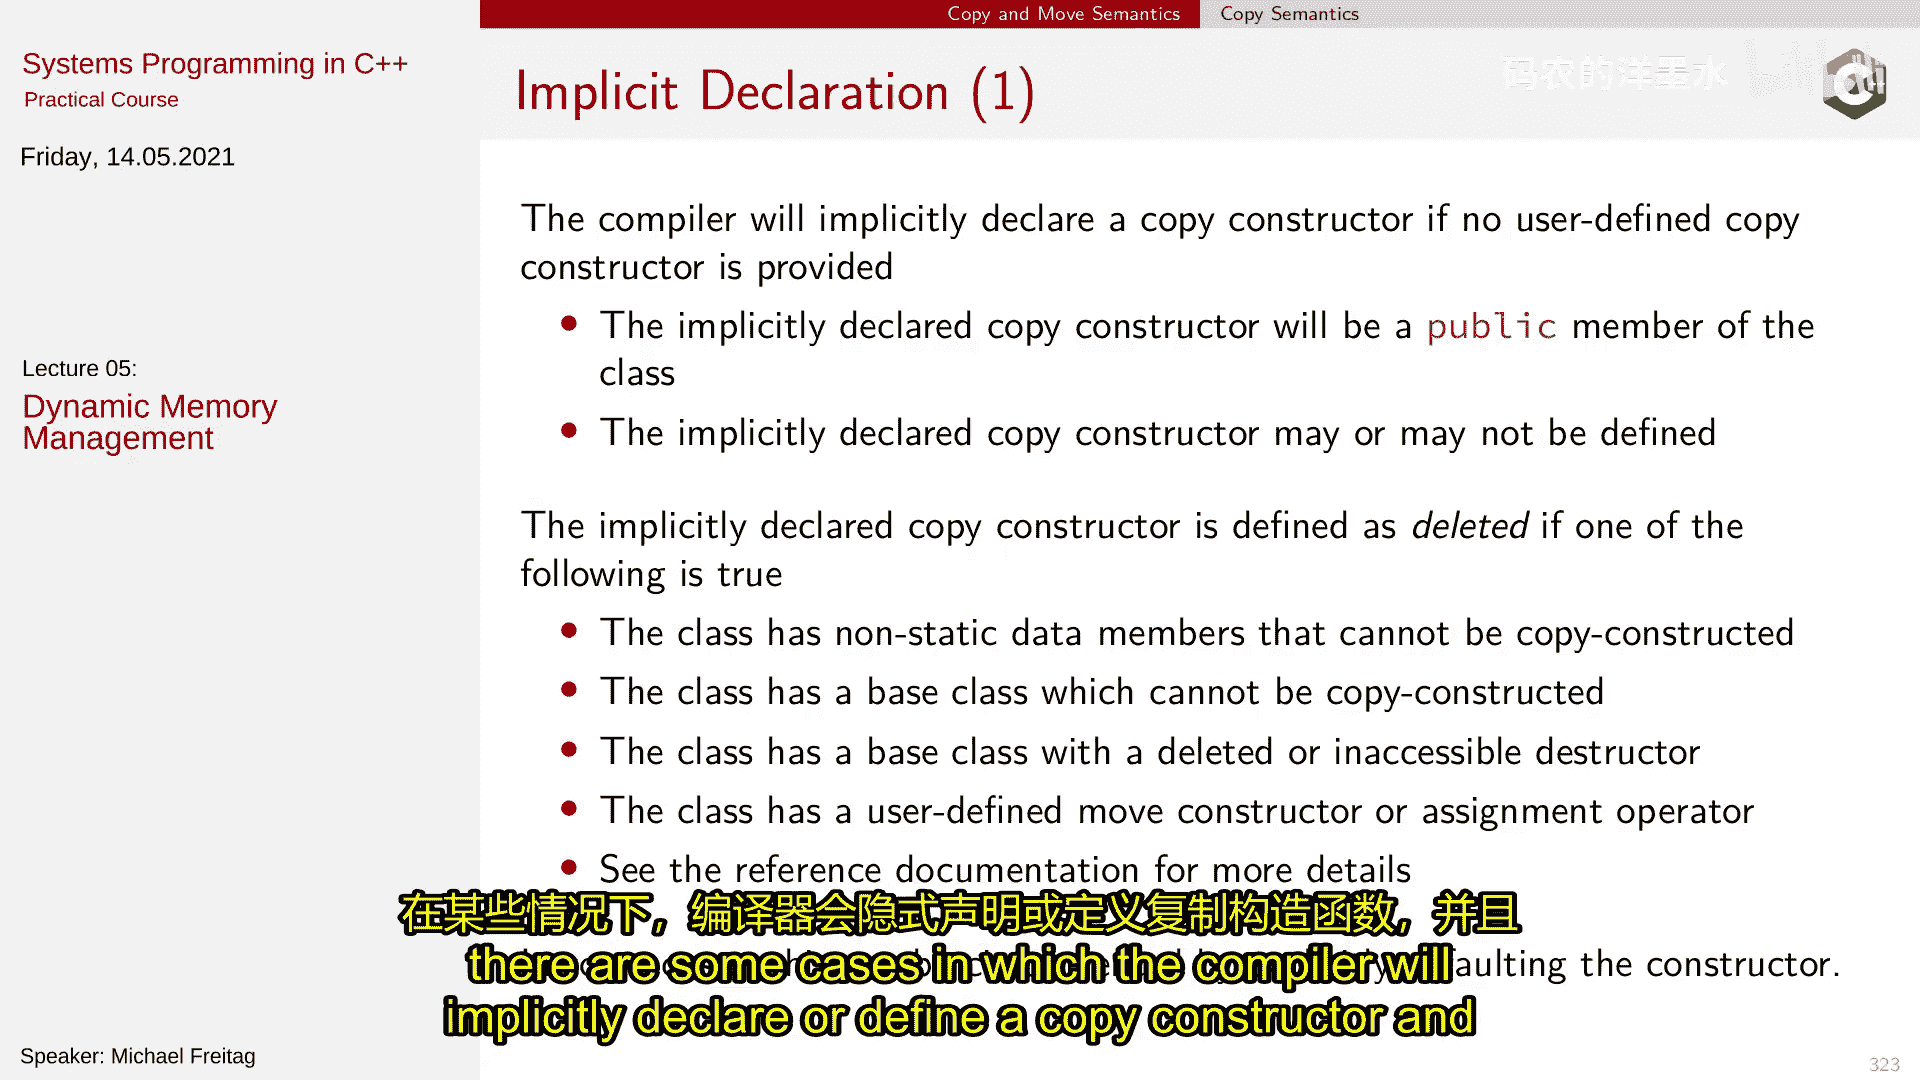 Copy and Move Semantics
Copy Semantics
Systems Programming in C++
Practical Course
Friday, 14.05.2021
Lecture 05:
Dynamic Memory
Management
Speaker: Michael Freitag
Implicit Declaration (1)
码农的洋墨水
The compiler will implicitly declare a copy constructor if no user-defined copy
constructor is provided
• The implicitly declared copy constructor will be a public member of the
class
• The implicitly declared copy constructor may or may not be defined
The implicitly declared copy constructor is defined as deleted if one of the
following is true
• The class has non-static data members that cannot be copy-constructed
• The class has a base class which cannot be copy-constructed
• The class has a base class with a deleted or inaccessible destructor
• The class has a user-defined move constructor or assignment operator
• See the reference documentation for more details
the constructor.
在某些情况下，编译器会隐式声明或定义复制构造函数，并且
there are some cases in which the compiler will
implicitly declare or define a copy constructor and
323